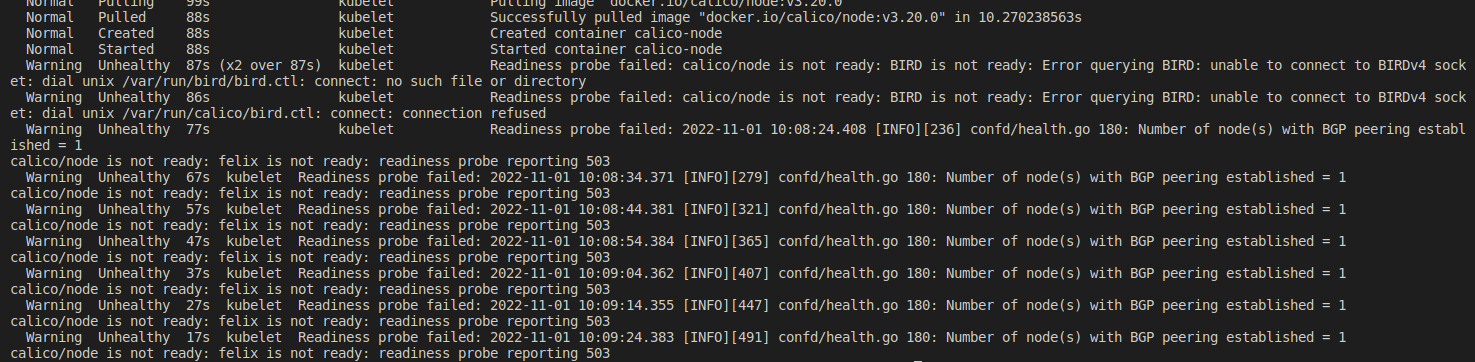 Normal   Pulling    99s                kubelet            Pulling image "docker.io/calico/node:v3.20.0"
Normal   Pulled     88s                kubelet            Successfully pulled image "docker.io/calico/node:v3.20.0" in 10.270238563s
Normal   Created    88s                kubelet            Created container calico-node
Normal   Started    88s                kubelet            Started container calico-node
Warning  Unhealthy  87s (x2 over 87s)  kubelet            Readiness probe failed: calico/node is not ready: BIRD is not ready: Error querying BIRD: unable to connect to BIRDv4 sock
et: dial unix /var/run/bird/bird.ctl: connect: no such file or directory
Warning  Unhealthy  86s                kubelet            Readiness probe failed: calico/node is not ready: BIRD is not ready: Error querying BIRD: unable to connect to BIRDv4 sock
et: dial unix /var/run/calico/bird.ctl: connect: connection refused
Warning  Unhealthy  77s                kubelet            Readiness probe failed: 2022-11-01 10:08:24.408 [INFO][236] confd/health.go 180: Number of node(s) with BGP peering establ
ished = 1
calico/node is not ready: felix is not ready: readiness probe reporting 503
Warning  Unhealthy  67s  kubelet  Readiness probe failed: 2022-11-01 10:08:34.371 [INFO][279] confd/health.go 180: Number of node(s) with BGP peering established = 1
calico/node is not ready: felix is not ready: readiness probe reporting 503
Warning  Unhealthy  57s  kubelet  Readiness probe failed: 2022-11-01 10:08:44.381 [INFO][321] confd/health.go 180: Number of node(s) with BGP peering established = 1
calico/node is not ready: felix is not ready: readiness probe reporting 503
Warning  Unhealthy  47s  kubelet  Readiness probe failed: 2022-11-01 10:08:54.384 [INFO][365] confd/health.go 180: Number of node(s) with BGP peering established = 1
calico/node is not ready: felix is not ready: readiness probe reporting 503
Warning  Unhealthy  37s  kubelet  Readiness probe failed: 2022-11-01 10:09:04.362 [INFO][407] confd/health.go 180: Number of node(s) with BGP peering established = 1
calico/node is not ready: felix is not ready: readiness probe reporting 503
Warning  Unhealthy  27s  kubelet  Readiness probe failed: 2022-11-01 10:09:14.355 [INFO][447] confd/health.go 180: Number of node(s) with BGP peering established = 1
calico/node is not ready: felix is not ready: readiness probe reporting 503
Warning  Unhealthy  17s  kubelet  Readiness probe failed: 2022-11-01 10:09:24.383 [INFO][491] confd/health.go 180: Number of node(s) with BGP peering established = 1
calico/node is not ready: felix is not ready: readiness probe reporting 503